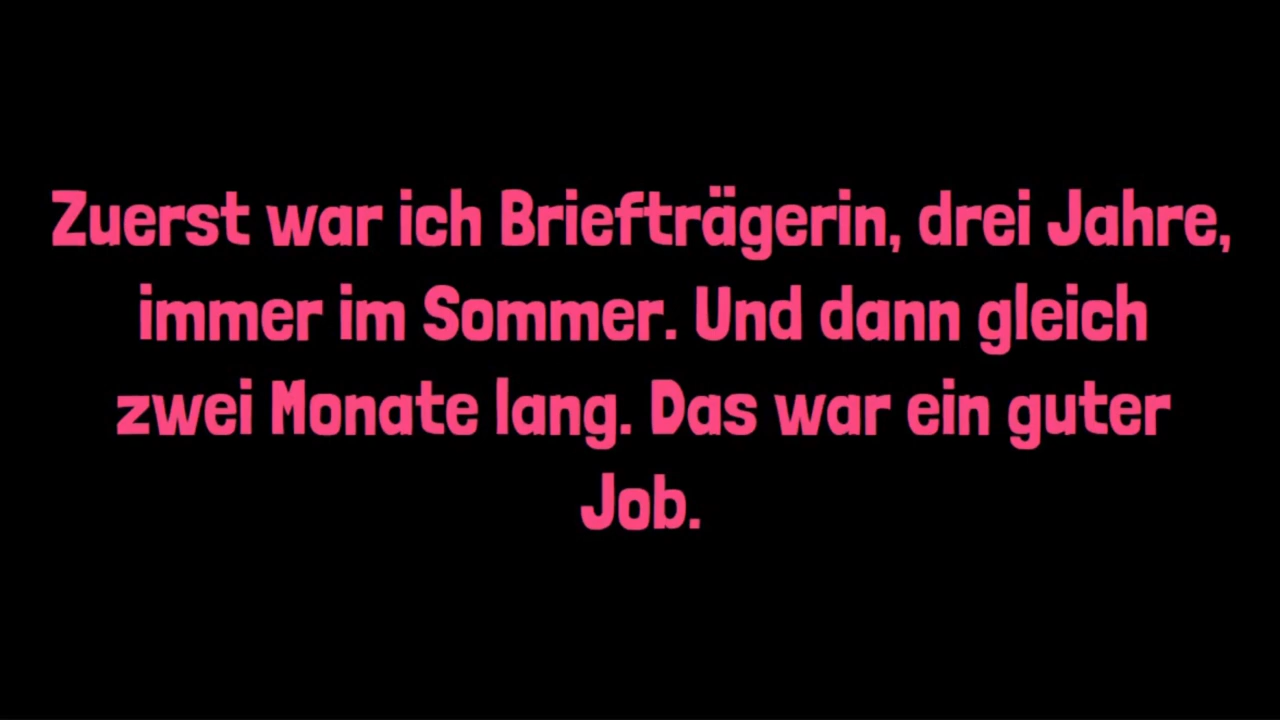 Zuerst war ich Briefträgerin, drei Jahre,
immer im Sommer. Und dann gleich
zwei Monate lang. Das war ein guter
Job.